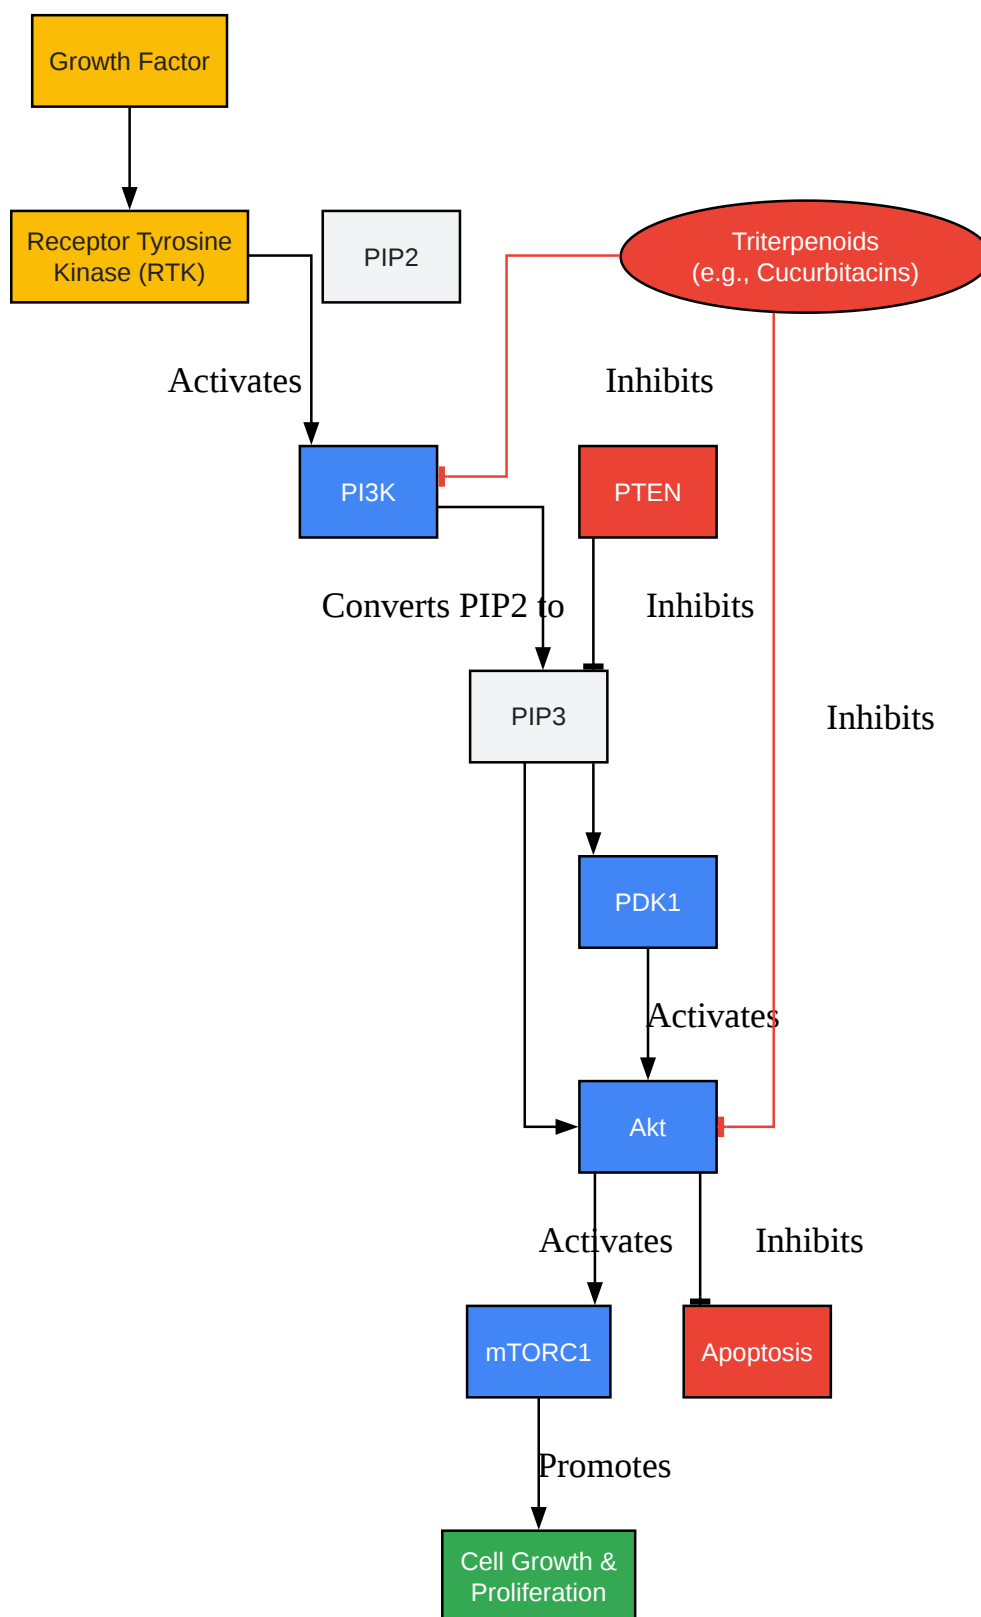 Growth Factor
Receptor Tyrosine
Kinase (RTK)
PIP2
Triterpenoids
(e.g., Cucurbitacins)
Activates
Inhibits
PI3K
PTEN
Converts PIP2 to
Inhibits
PIP3
Inhibits
PDK1
Activates
Akt
Activates
Inhibits
mTORC1
Apoptosis
Promotes
Cell Growth &
Proliferation